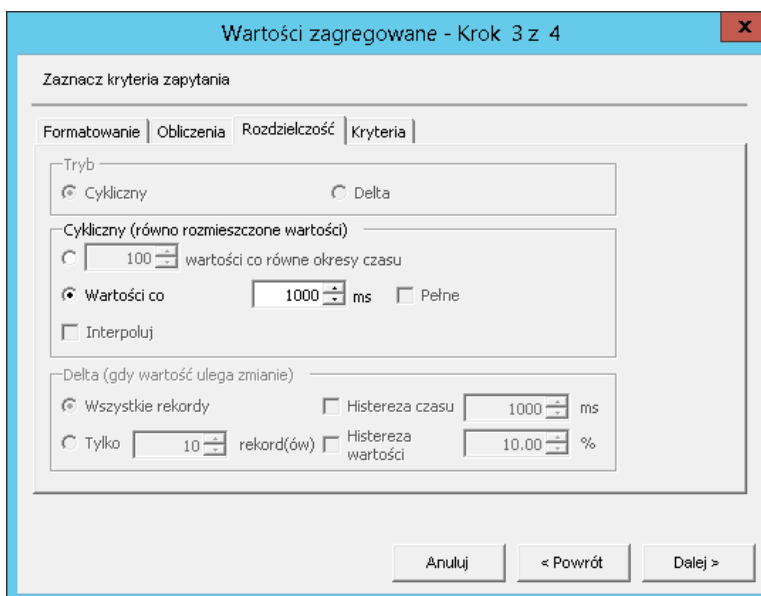 Wartości zagregowane - Krok 3 z 4
x
Zaznacz kryteria zapytania
Formatowanie Obliczenia Rozdzielczość Kryteria
Tryb
Cykliczny Delta
Cykliczny (równo rozmieszczone wartości)
100 wartości co równe okresy czasu
Wartości co 1000 ms Pełne
Interpoluj
Delta (gdy wartość ulega zmianie)
Wszystkie rekordy Histereza czasu 1000 ms
Tylko 10 rekord(ów) Histereza wartości 10.00 %
Anuluj < Powrót Dalej >